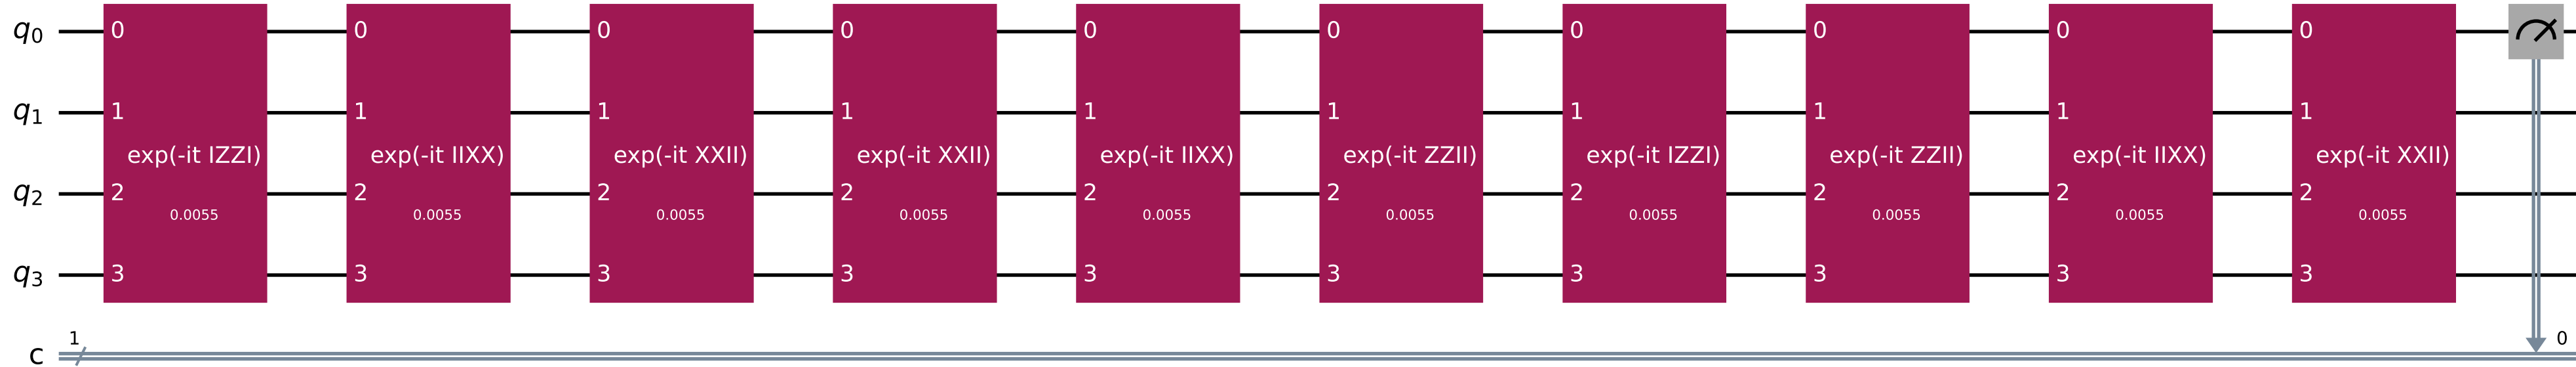 q0 0 0 0 0 0 0 0 0 0 0
q1 1 1 1 1 1 1 1 1 1 1
exp(-it IZZI) exp(-it IIXX) exp(-it XXII) exp(-it XXII) exp(-it IIXX) exp(-it ZZII) exp(-it IZZI) exp(-it ZZII) exp(-it IIXX) exp(-it XXII)
q2 2 2 2 2 2 2 2 2 2 2
0.0055 0.0055 0.0055 0.0055 0.0055 0.0055 0.0055 0.0055 0.0055 0.0055
q3 3 3 3 3 3 3 3 3 3 3
1 0
c